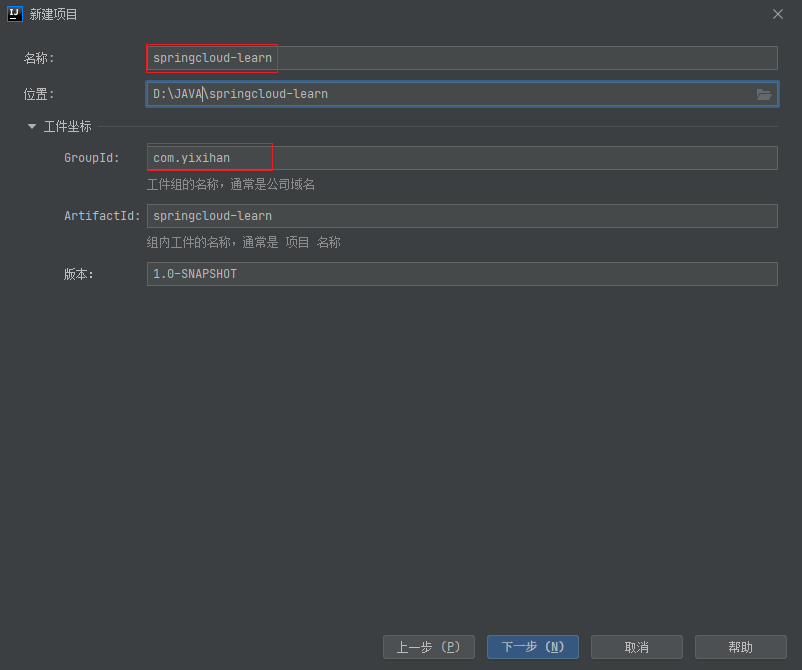 新建项目
名称:
springcloud-learn
位置:
D:\JAVA\springcloud-learn
工件坐标
GroupId:
com.yixihan
工件组的名称，通常是公司域名
ArtifactId:
springcloud-learn
组内工件的名称，通常是 项目 名称
版本:
1.0-SNAPSHOT
上一步 (P)
下一步 (N)
取消
帮助